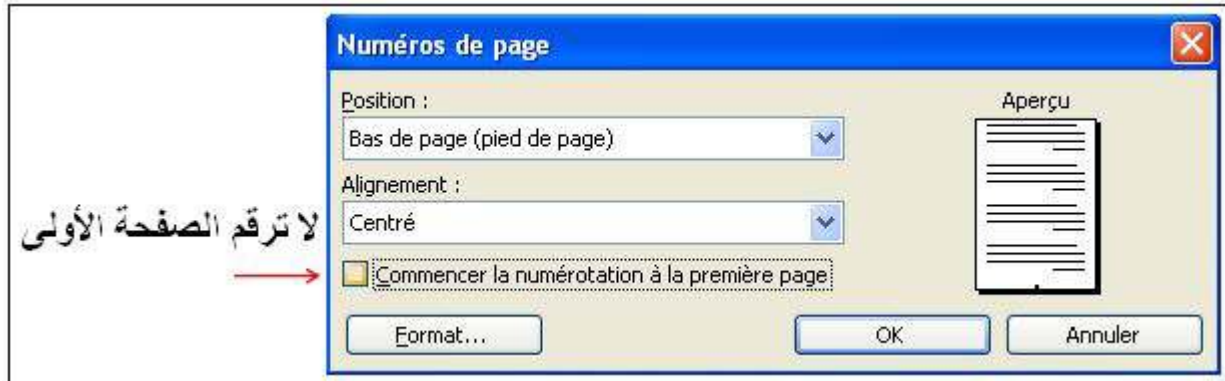 Numéros de page
Position :
Aperçu
Bas de page (pied de page)
Alignement :
Centré
لا ترقم الصفحة الأولى
Commencer la numérotation à la première page
Format...
OK
Annuler